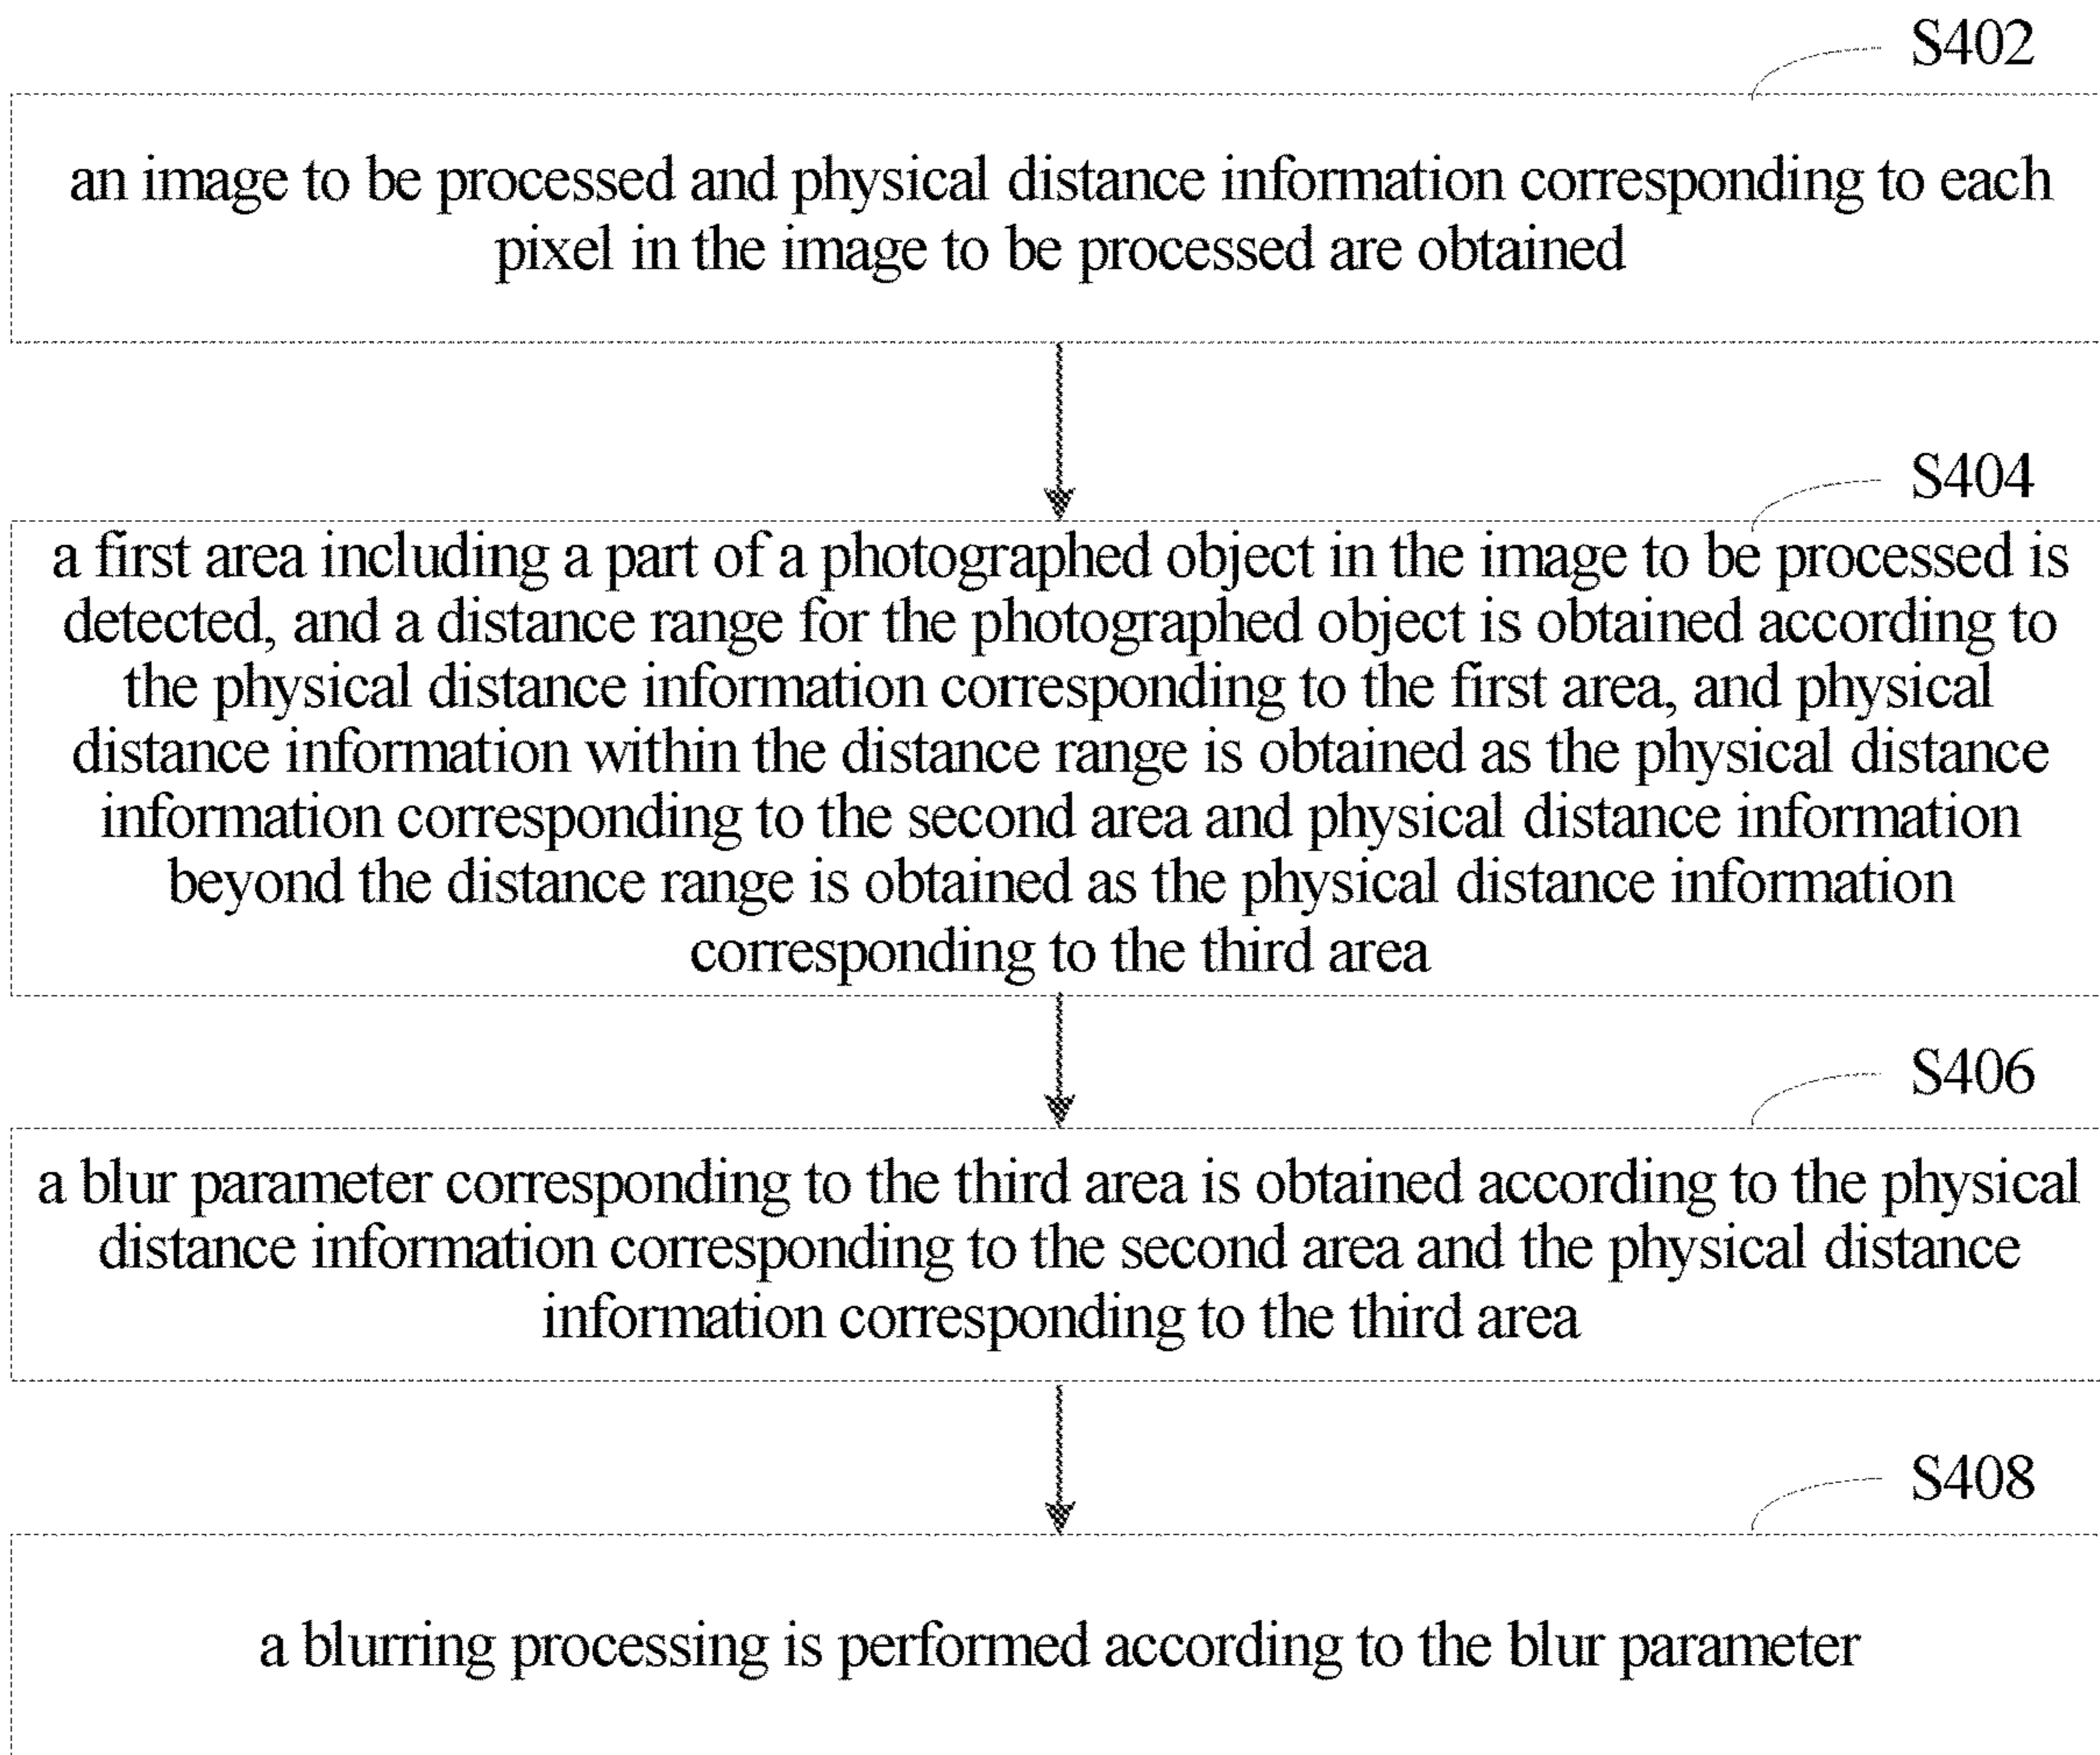 S402
an image to be processed and physical distance information corresponding to each
pixel in the image to be processed are obtained
S404
a first area including a part of a photographed object in the image to be processed is
detected, and a distance range for the photographed object is obtained according to
the physical distance information corresponding to the first area, and physical
distance information within the distance range is obtained as the physical distance
information corresponding to the second area and physical distance information
beyond the distance range is obtained as the physical distance information
corresponding to the third area
S406
a blur parameter corresponding to the third area is obtained according to the physical
distance information corresponding to the second area and the physical distance
information corresponding to the third area
S408
a blurring processing is performed according to the blur parameter